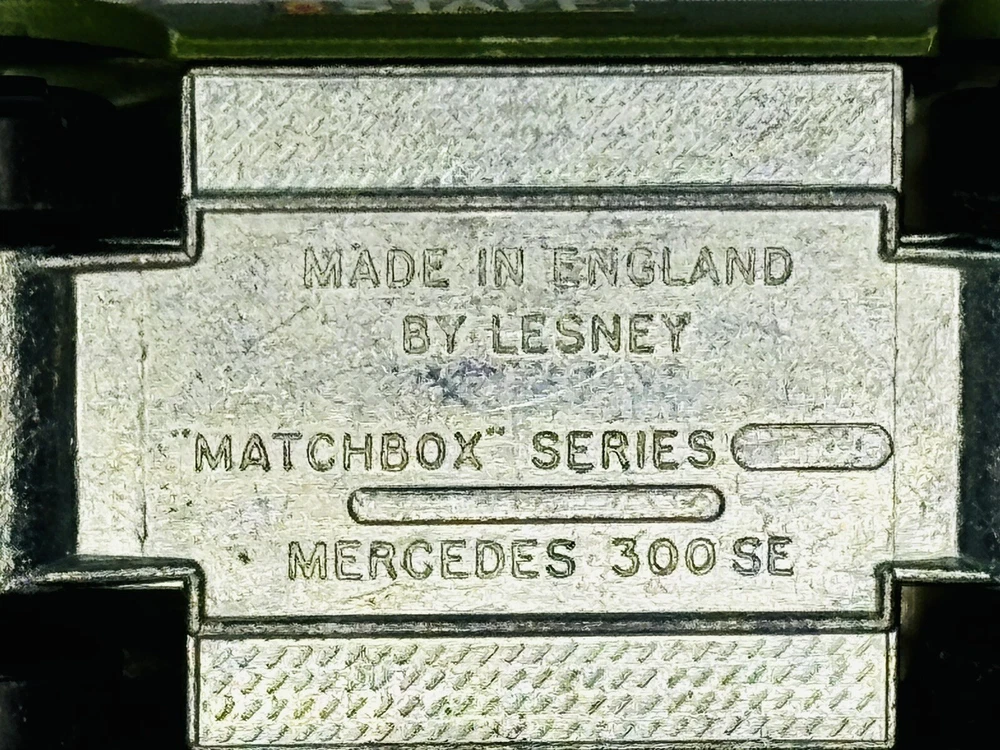 MADE IN ENGLAND
BY LESNEY
"MATCHBOX" SERIES
MERCEDES 300 SE